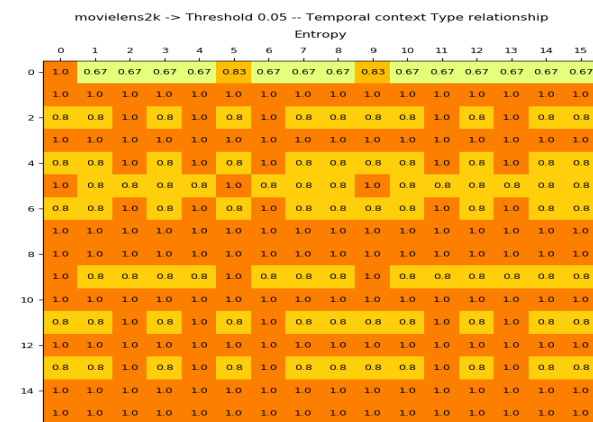 movielens2k -> Threshold 0.05 -- Temporal context Type relationship
Entropy
0 1 2 3 4 5 6 7 8 9 10 11 12 13 14 15
0 1.0 0.67 0.67 0.67 0.67 0.83 0.67 0.67 0.67 0.83 0.67 0.67 0.67 0.67 0.67 0.67
1.0 1.0 1.0 1.0 1.0 1.0 1.0 1.0 1.0 1.0 1.0 1.0 1.0 1.0 1.0 1.0
2 0.8 0.8 1.0 0.8 1.0 0.8 1.0 0.8 0.8 0.8 0.8 1.0 0.8 1.0 0.8 0.8
1.0 1.0 1.0 1.0 1.0 1.0 1.0 1.0 1.0 1.0 1.0 1.0 1.0 1.0 1.0 1.0
4 0.8 0.8 1.0 0.8 1.0 0.8 1.0 0.8 0.8 0.8 0.8 1.0 0.8 1.0 0.8 0.8
1.0 0.8 0.8 0.8 0.8 1.0 0.8 0.8 0.8 1.0 0.8 0.8 0.8 0.8 0.8 0.8
6 0.8 0.8 1.0 0.8 1.0 0.8 1.0 0.8 0.8 0.8 0.8 1.0 0.8 1.0 0.8 0.8
1.0 1.0 1.0 1.0 1.0 1.0 1.0 1.0 1.0 1.0 1.0 1.0 1.0 1.0 1.0 1.0
8 1.0 1.0 1.0 1.0 1.0 1.0 1.0 1.0 1.0 1.0 1.0 1.0 1.0 1.0 1.0 1.0
1.0 0.8 0.8 0.8 0.8 1.0 0.8 0.8 0.8 1.0 0.8 0.8 0.8 0.8 0.8 0.8
10 1.0 1.0 1.0 1.0 1.0 1.0 1.0 1.0 1.0 1.0 1.0 1.0 1.0 1.0 1.0 1.0
0.8 0.8 1.0 0.8 1.0 0.8 1.0 0.8 0.8 0.8 0.8 1.0 0.8 1.0 0.8 0.8
12 1.0 1.0 1.0 1.0 1.0 1.0 1.0 1.0 1.0 1.0 1.0 1.0 1.0 1.0 1.0 1.0
0.8 0.8 1.0 0.8 1.0 0.8 1.0 0.8 0.8 0.8 0.8 1.0 0.8 1.0 0.8 0.8
14 1.0 1.0 1.0 1.0 1.0 1.0 1.0 1.0 1.0 1.0 1.0 1.0 1.0 1.0 1.0 1.0
1.0 1.0 1.0 1.0 1.0 1.0 1.0 1.0 1.0 1.0 1.0 1.0 1.0 1.0 1.0 1.0